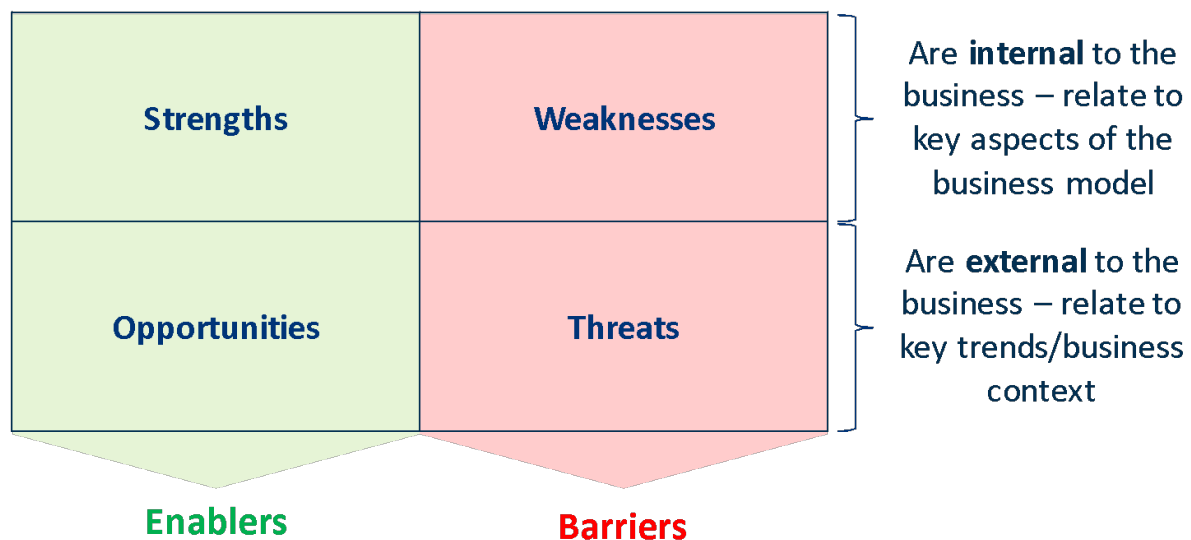 Strengths
Weaknesses
Are internal to the
business – relate to
key aspects of the
business model
Opportunities
Threats
Are external to the
business – relate to
key trends/business
context
Enablers
Barriers